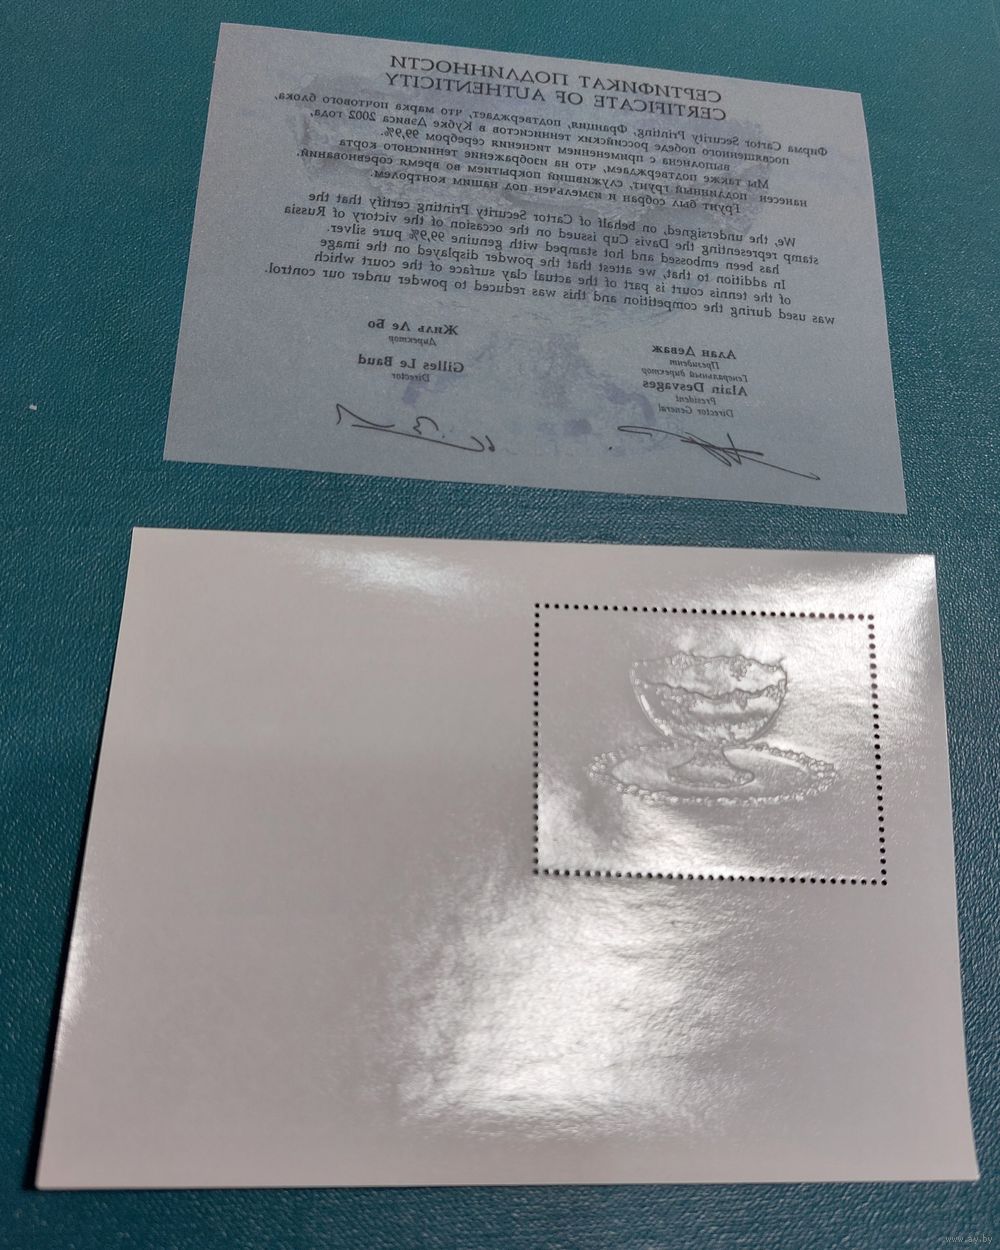 СЕРТИФИКАТ ПОДЛИННОСТИ
CERTIFICATE OF AUTHENTICITY
Фирма Cartor Security Printing, Франция, подтверждает, что марка почтового блока,
посвященного победе российских теннисистов в Кубке Дэвиса 2002 года,
выполнена с применением тиснения серебром 99,9%.
Мы также подтверждаем, что на изображение теннисного корта
нанесен подлинный грунт, служивший покрытием во время соревнований.
Грунт был собран и измельчен под нашим контролем.
We, the undersigned, on behalf of Cartor Security Printing certify that the
stamp representing the Davis Cup issued on the occasion of the victory of Russia
has been embossed and hot stamped with genuine 99,9% pure silver.
In addition to that, we attest that the powder displayed on the image
of the tennis court is part of the actual clay surface of the court which
was used during the competition and this was reduced to powder under our control.
Алан Деваж
Президент
Генеральный директор
Alain Desvages
President
Director General
Жиль Ле Бо
Директор
Gilles Le Baud
Director
www.ay.by